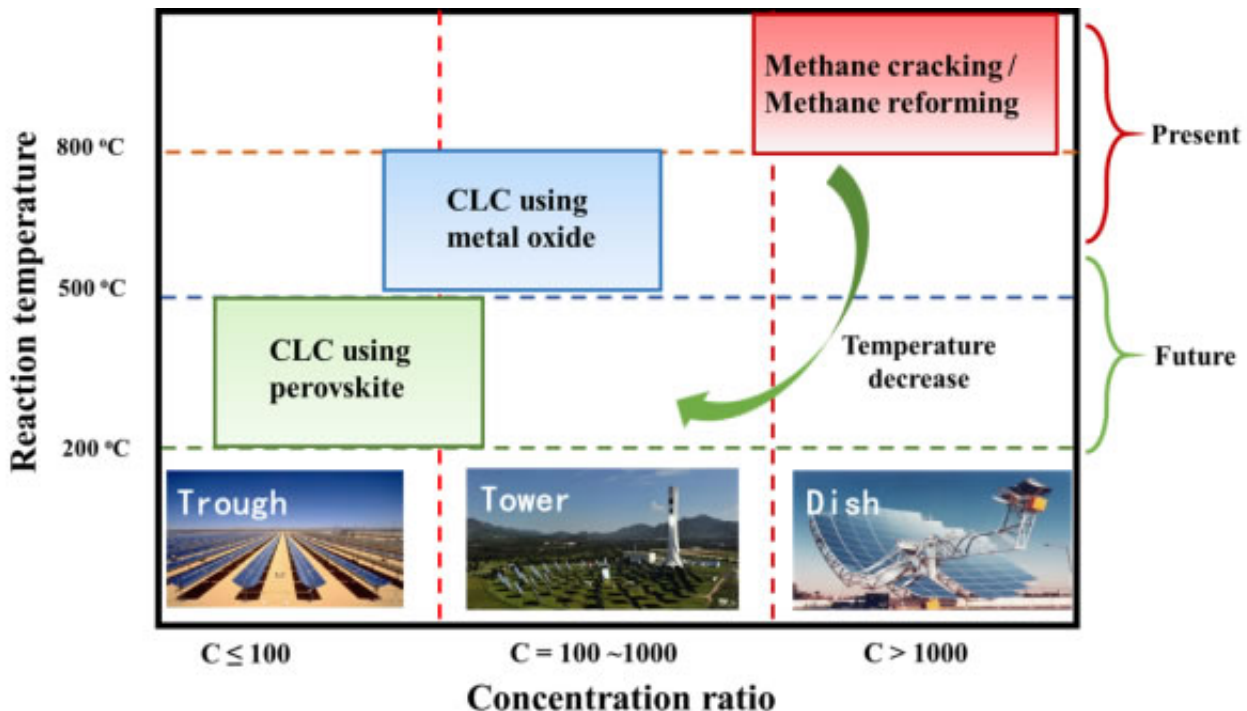 Methane cracking /
Methane reforming
Present
800 °C
CLC using
metal oxide
Reaction temperature
500 °C
CLC using
perovskite
Temperature
decrease
Future
200 °C
Trough
Tower
Dish
C ≤ 100
C = 100 ~1000
C > 1000
Concentration ratio